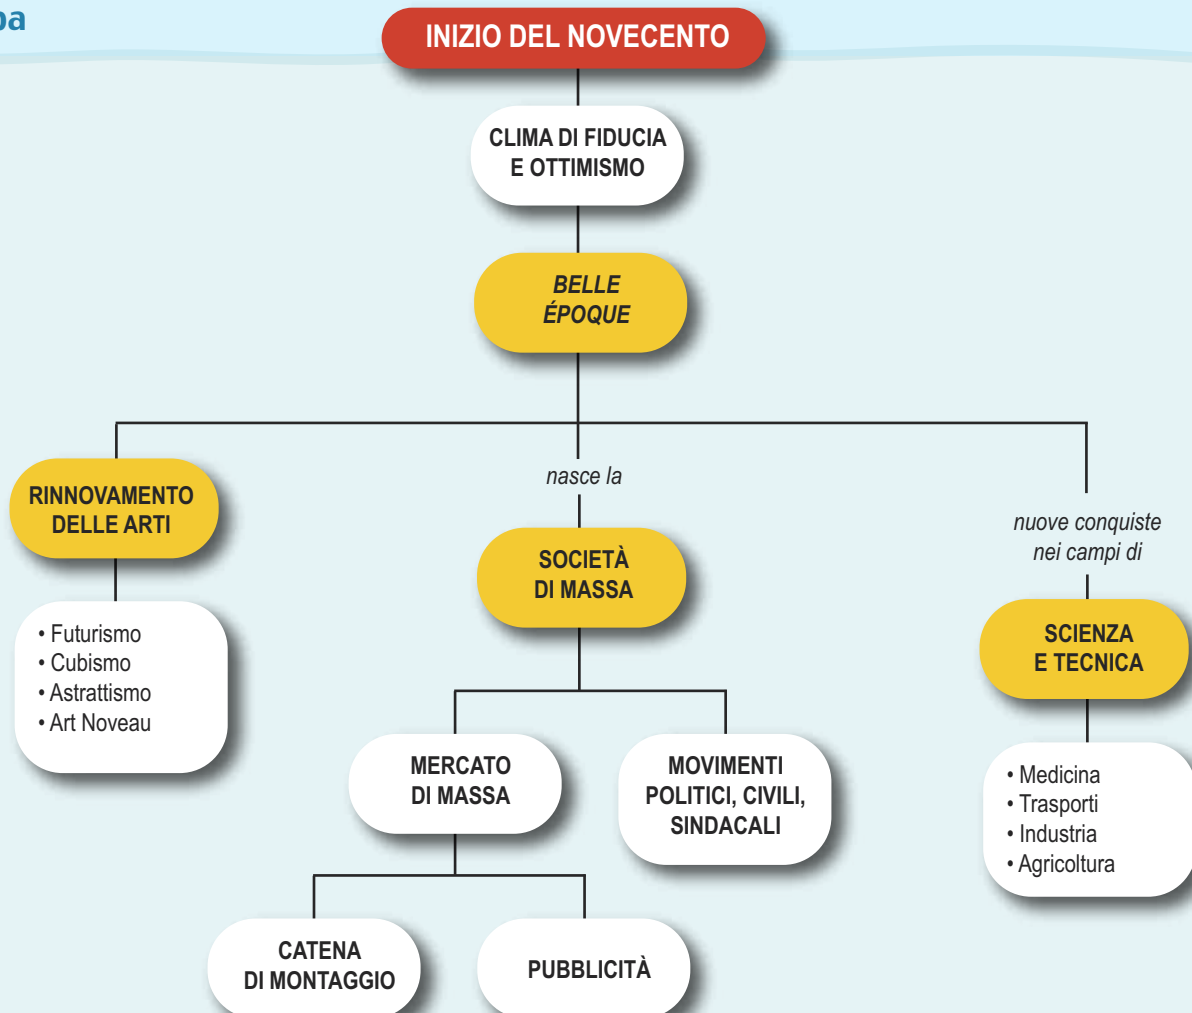 INIZIO DEL NOVECENTO
CLIMA DI FIDUCIA
E OTTIMISMO
BELLE
ÉPOQUE
RINNOVAMENTO
DELLE ARTI
• Futurismo
• Cubismo
• Astrattismo
• Art Noveau
nasce la
SOCIETÀ
DI MASSA
MERCATO
DI MASSA
MOVIMENTI
POLITICI, CIVILI,
SINDACALI
CATENA
DI MONTAGGIO
PUBBLICITÀ
nuove conquiste
nei campi di
SCIENZA
E TECNICA
• Medicina
• Trasporti
• Industria
• Agricoltura